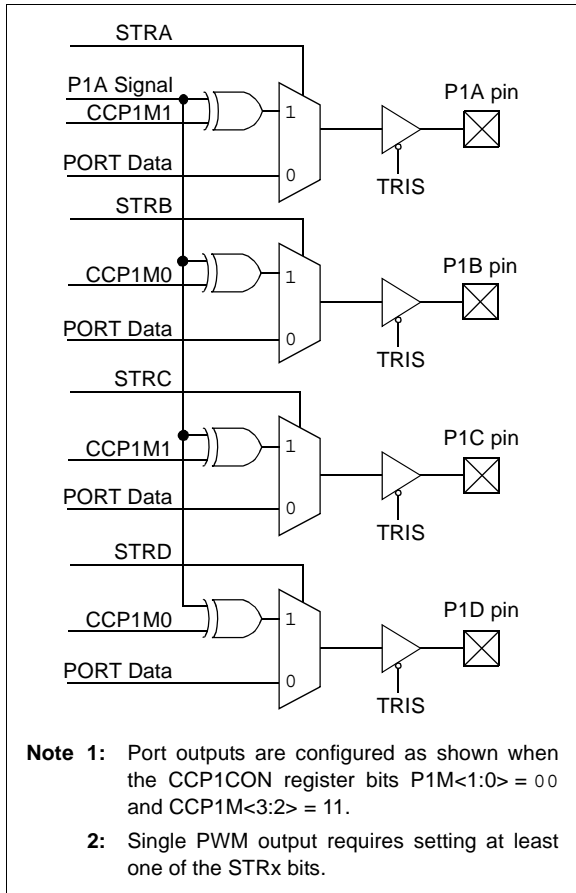 STRA
P1A Signal
P1A pin
CCP1M1
1
PORT Data
0
TRIS
STRB
P1B pin
CCP1M0
1
PORT Data
0
TRIS
STRC
P1C pin
CCP1M1
1
PORT Data
0
TRIS
STRD
P1D pin
CCP1M0
1
PORT Data
0
TRIS
Note 1: Port outputs are configured as shown when
the CCP1CON register bits P1M<1:0> = 00
and CCP1M<3:2> = 11.
2: Single PWM output requires setting at least
one of the STRx bits.